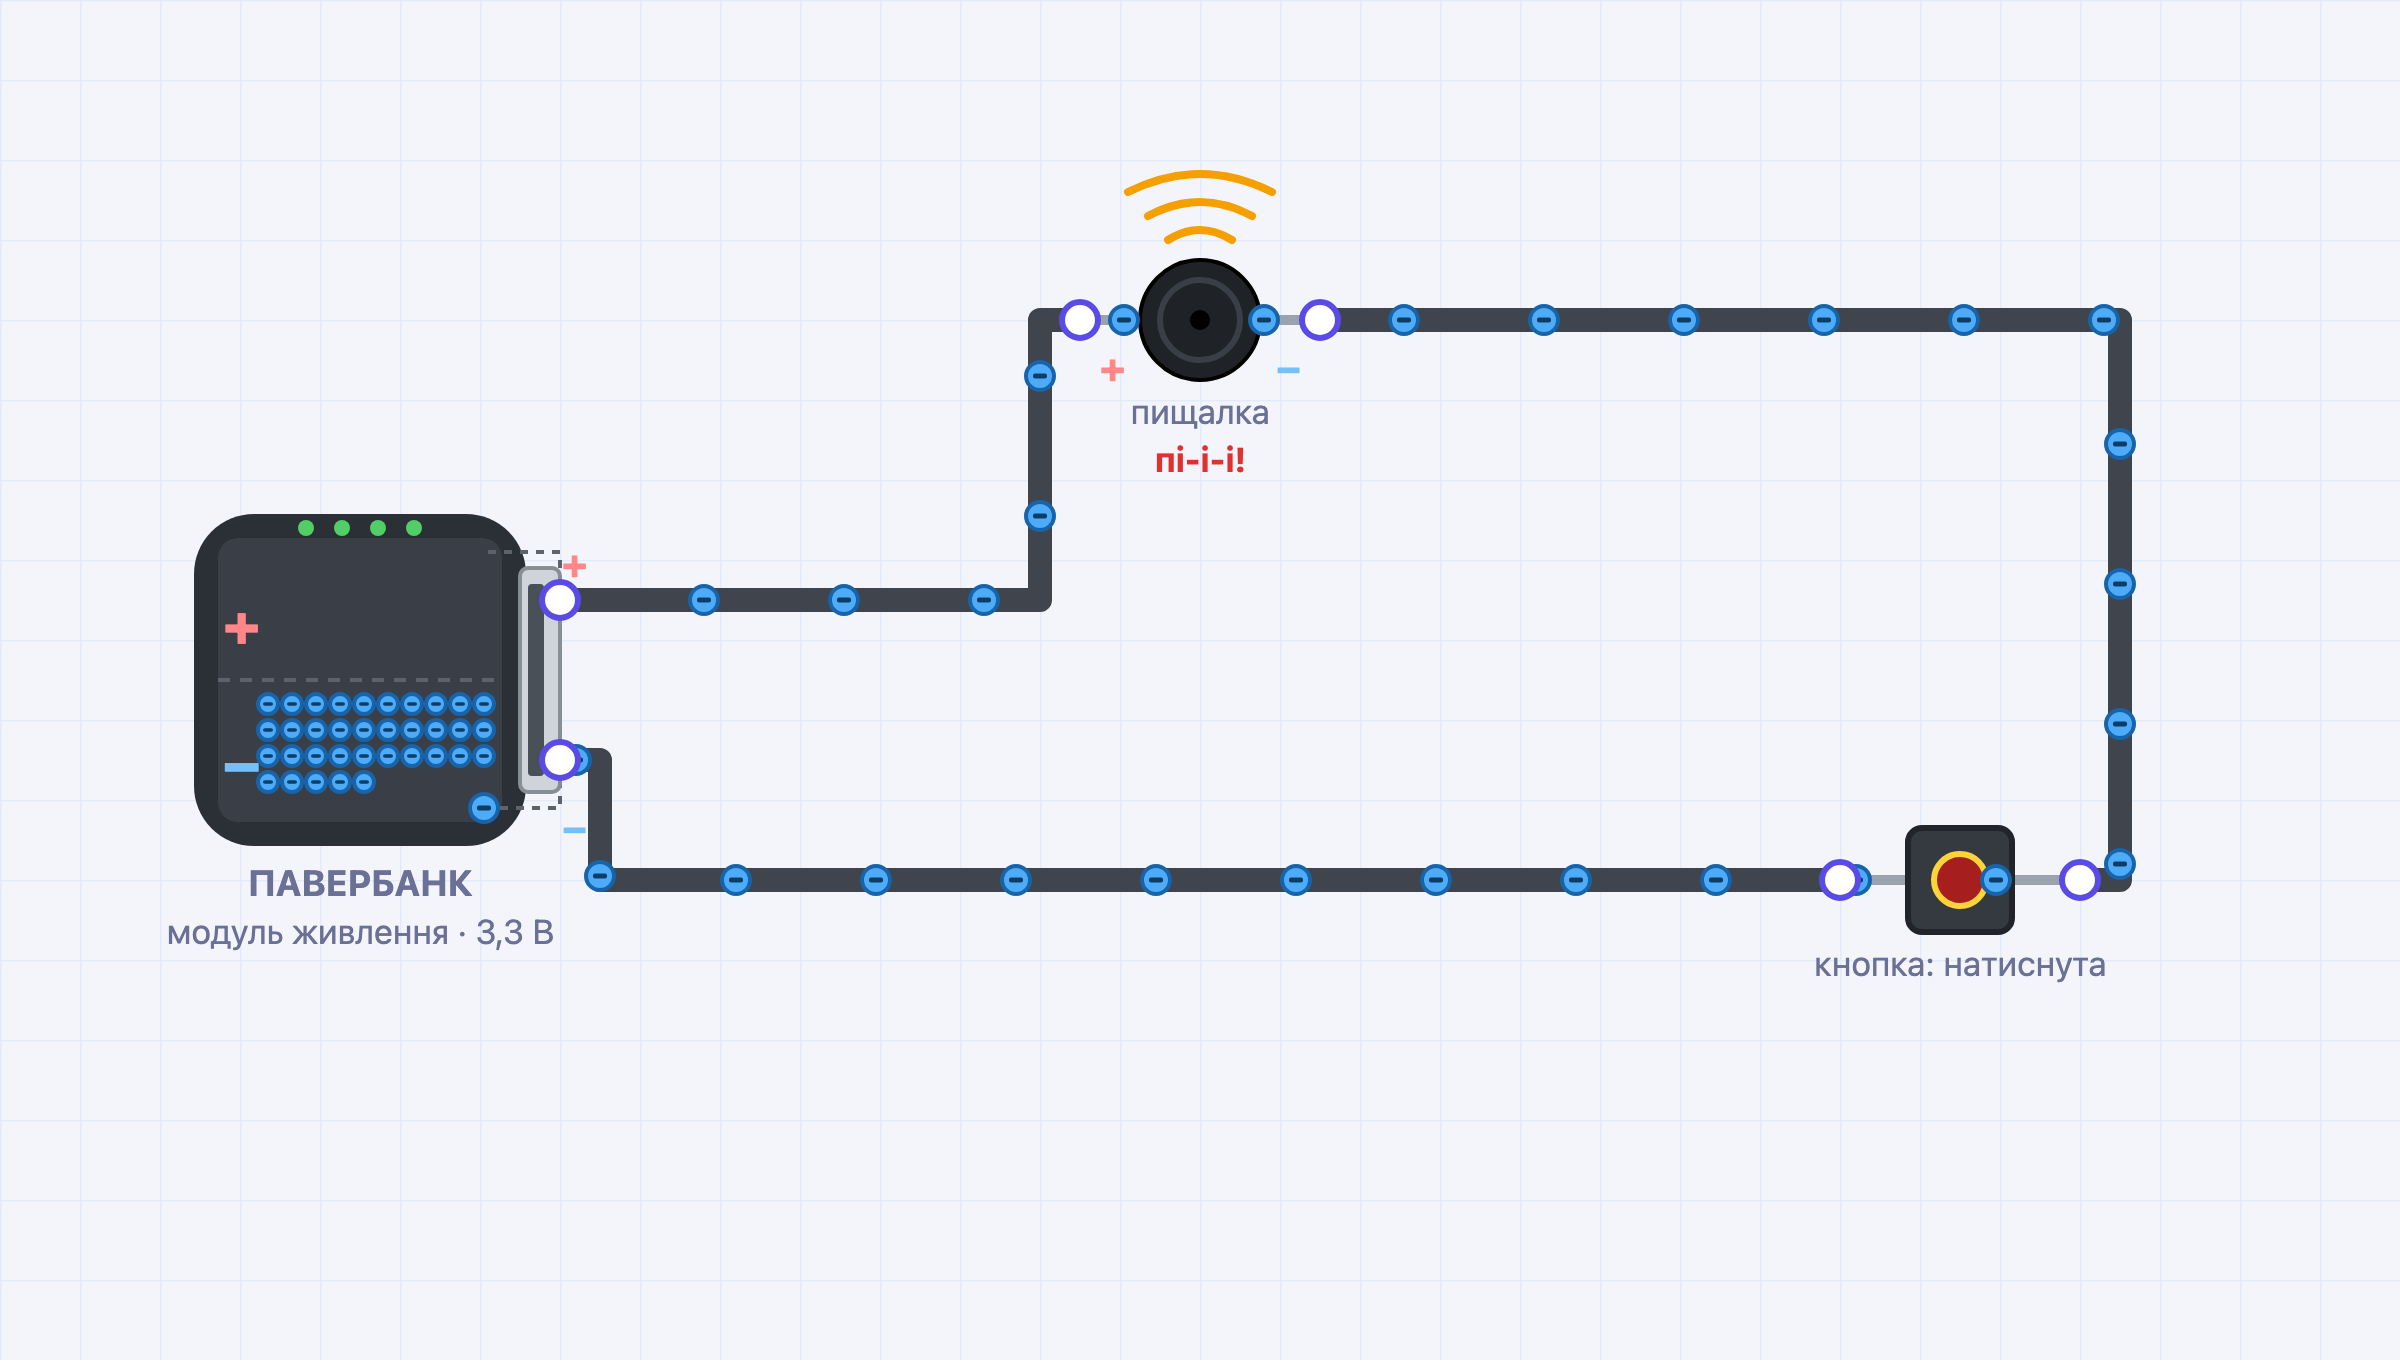 +
−
пищалка
пі-і-і!
+
+
−
−
ПАВЕРБАНК
модуль живлення · 3,3 В
кнопка: натиснута